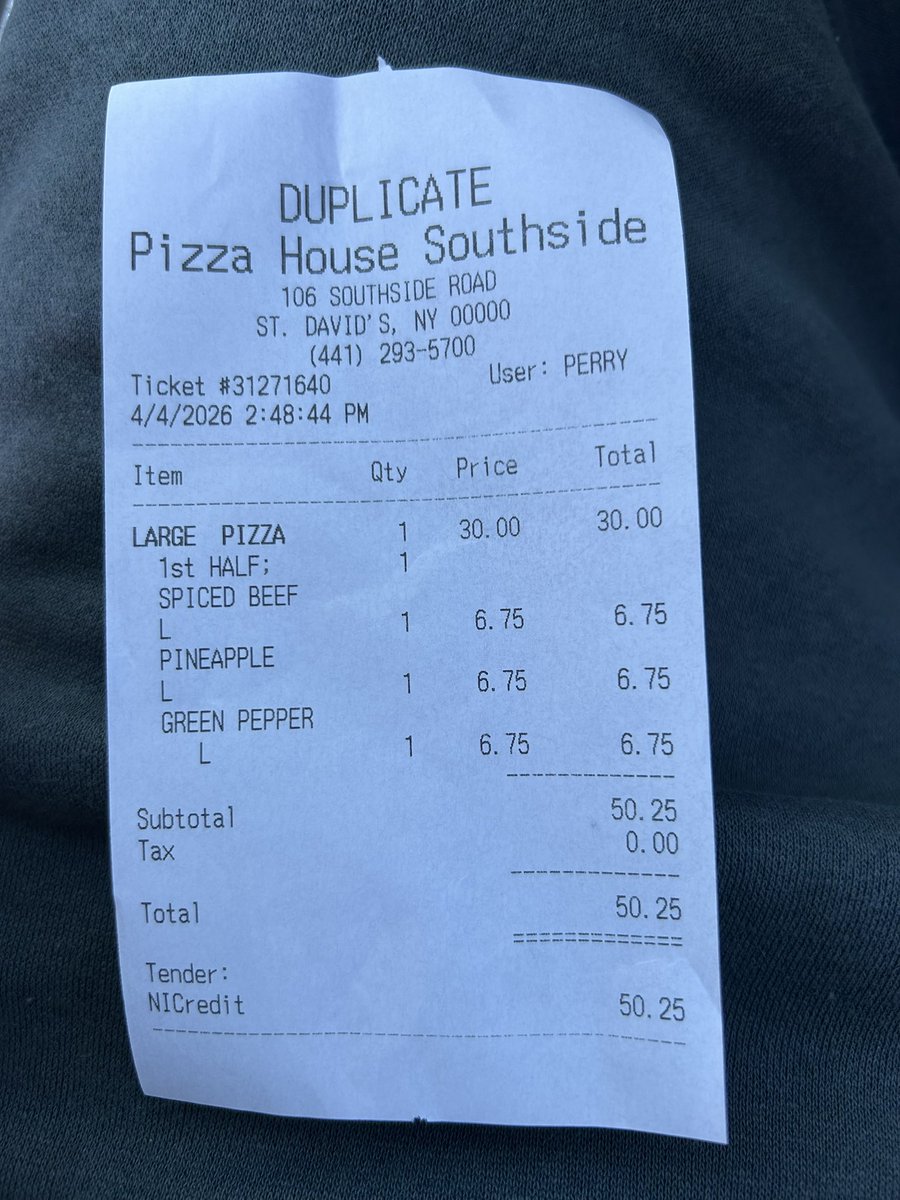 DUPLICATE
Pizza House Southside
106 SOUTHSIDE ROAD
ST. DAVID'S, NY 00000
(441) 293-5700
Ticket #31271640 User: PERRY
4/4/2026 2:48:44 PM
Item Qty Price Total
LARGE PIZZA 1 30.00 30.00
1st HALF; 1
SPICED BEEF
L 1 6.75 6.75
PINEAPPLE
L 1 6.75 6.75
GREEN PEPPER
L 1 6.75 6.75
Subtotal 50.25
Tax 0.00
Total 50.25
Tender:
NICredit 50.25